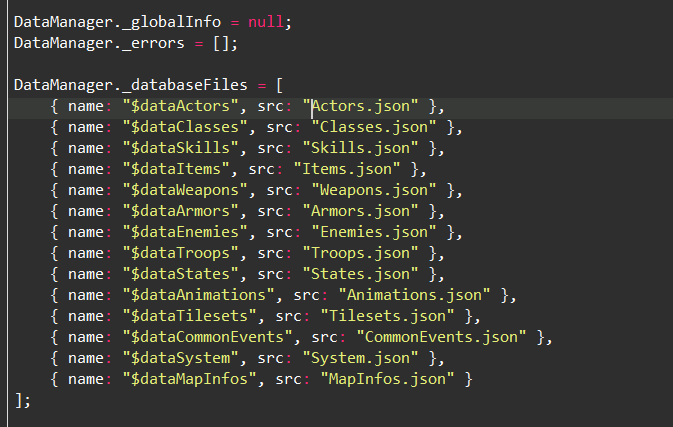 DataManager._globalInfo = null;
DataManager._errors = [];

DataManager._databaseFiles = [
    { name: "$dataActors", src: "Actors.json" },
    { name: "$dataClasses", src: "Classes.json" },
    { name: "$dataSkills", src: "Skills.json" },
    { name: "$dataItems", src: "Items.json" },
    { name: "$dataWeapons", src: "Weapons.json" },
    { name: "$dataArmors", src: "Armors.json" },
    { name: "$dataEnemies", src: "Enemies.json" },
    { name: "$dataTroops", src: "Troops.json" },
    { name: "$dataStates", src: "States.json" },
    { name: "$dataAnimations", src: "Animations.json" },
    { name: "$dataTilesets", src: "Tilesets.json" },
    { name: "$dataCommonEvents", src: "CommonEvents.json" },
    { name: "$dataSystem", src: "System.json" },
    { name: "$dataMapInfos", src: "MapInfos.json" }
];